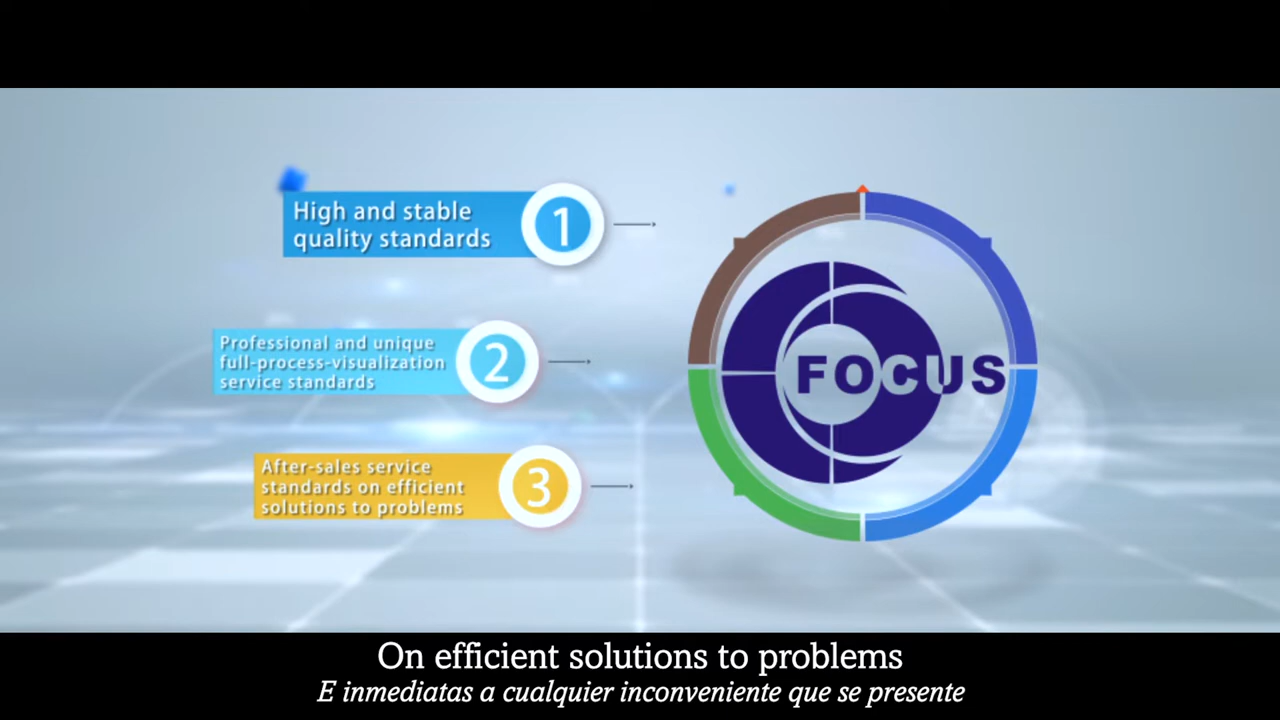 High and stable
quality standards
1
Professional and unique
full-process-visualization
service standards
2
After-sales service
standards on efficient
solutions to problems
3
FOCUS
On efficient solutions to problems
E inmediatas a cualquier inconveniente que se presente